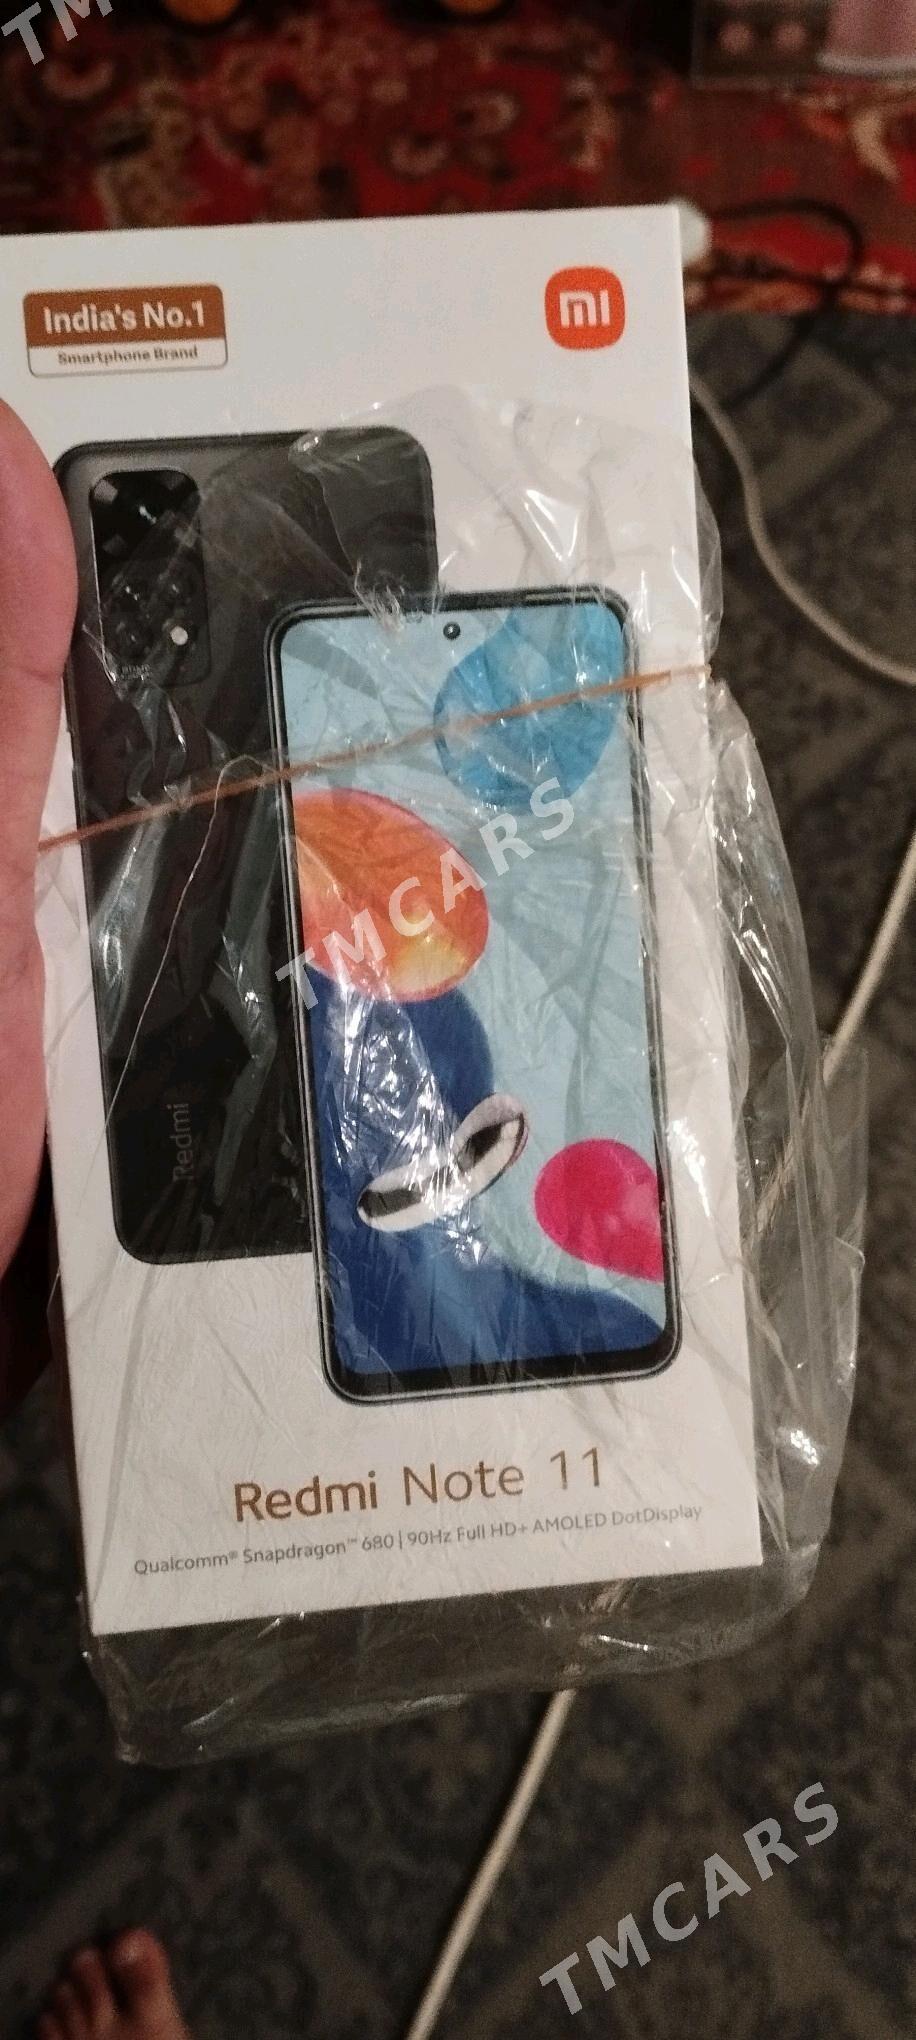 TM
India's No.1
Smartphone Brand
mi
Redmi
TMCARS
Redmi Note 11
Qualcomm® Snapdragon™ 680 | 90Hz Full HD+ AMOLED DotDisplay
TMCARS